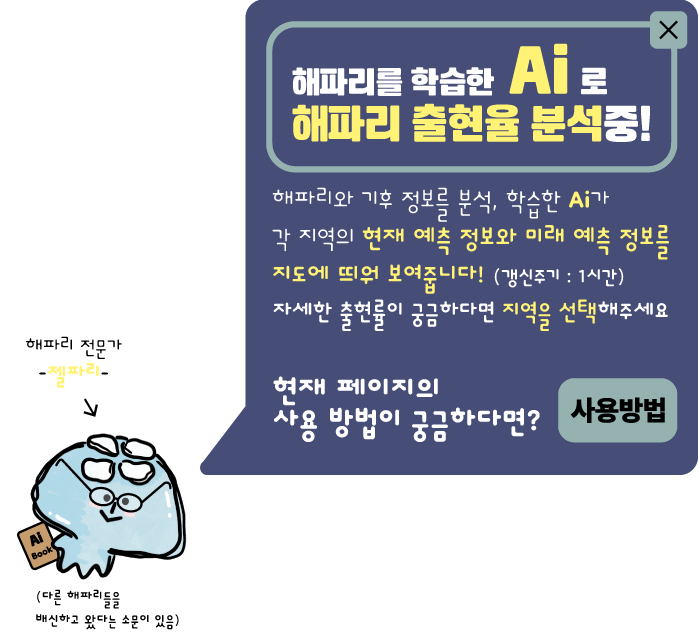 해파리를 학습한 Ai 로
해파리 출현율 분석중!
해파리와 기후 정보를 분석, 학습한 Ai가
각 지역의 현재 예측 정보와 미래 예측 정보를
지도에 띄워 보여줍니다! (갱신주기 : 1시간)
자세한 출현률이 궁금하다면 지역을 선택해주세요
현재 페이지의
사용 방법이 궁금하다면?
사용방법
해파리 전문가
-젤파리-
Ai
Book
(다른 해파리들을
배신하고 왔다는 소문이 있음)